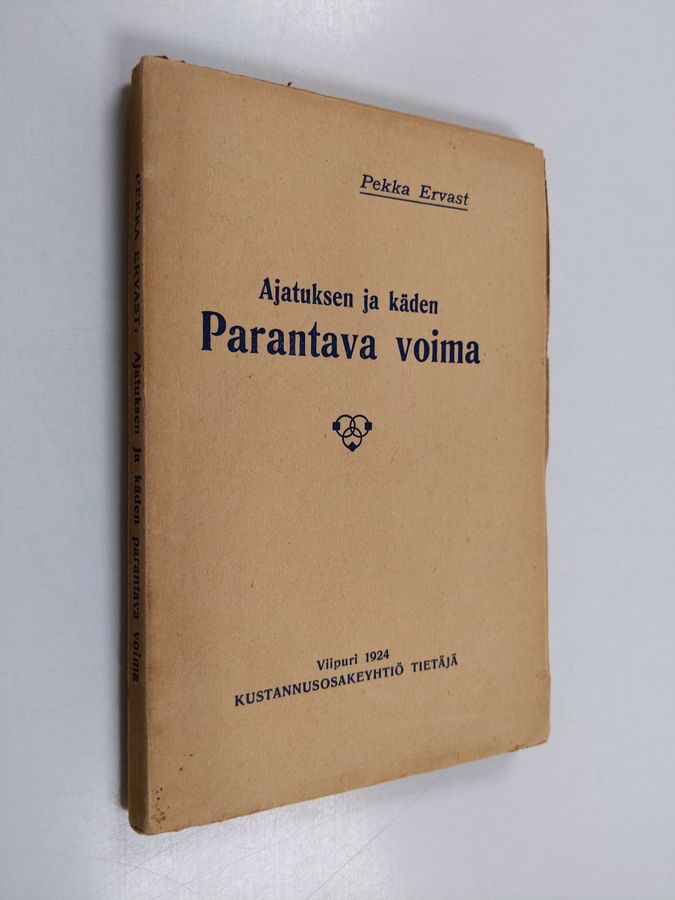 Pekka Ervast
Ajatuksen ja käden
Parantava voima
Viipuri 1924
KUSTANNUSOSAKEYHTIÖ TIETÄJÄ
PEKKA ERVAST: Ajatuksen ja käden parantava voima